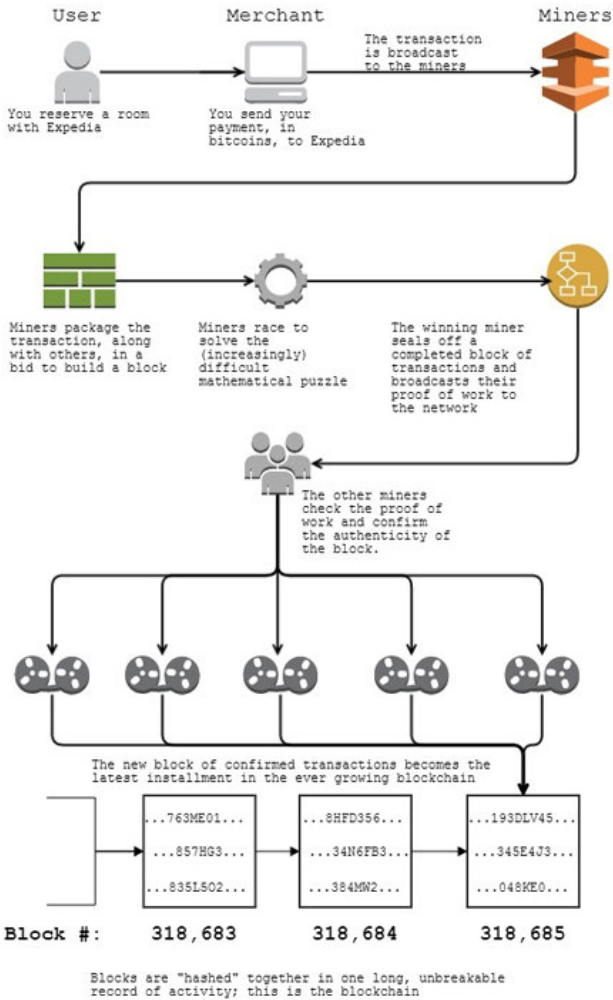 User
Merchant
Miners
The transaction
is broadcast
to the miners
You reserve a room
with Expedia
You send your
payment, in
bitcoins, to Expedia
Miners package the
transaction, along
with others, in a
bid to build a block
Miners race to
solve the
(increasingly)
difficult
mathematical puzzle
The winning miner
seals off a
completed block of
transactions and
broadcasts their
proof of work to
the network
The other miners
check the proof of
work and confirm
the authenticity of
the block.
The new block of confirmed transactions becomes the
latest installment in the ever growing blockchain
...763ME01...
...857HG3...
...835L5O2...
...8HFD356...
...34N6FB3...
...384MW2...
...193DLV45...
...345E4J3...
...048KE0...
Block #:
318,683
318,684
318,685
Blocks are "hashed" together in one long, unbreakable
record of activity; this is the blockchain